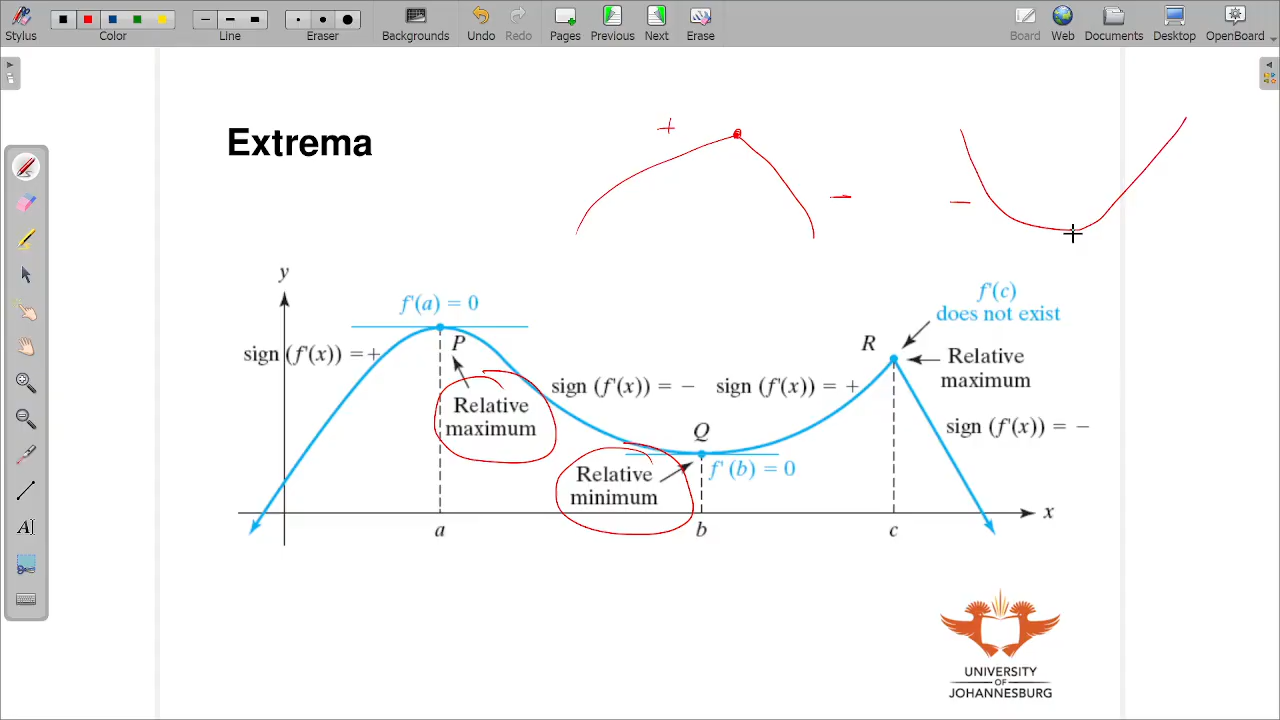 Stylus Color Line Eraser Backgrounds Undo Redo Pages Previous Next Erase Board Web Documents Desktop OpenBoard
Extrema
+
−
−
y
f'(a) = 0
f'(c)
does not exist
sign (f'(x)) = +
P
R
Relative
maximum
sign (f'(x)) = −
sign (f'(x)) = +
Relative
maximum
Q
sign (f'(x)) = −
Relative
minimum
f'(b) = 0
x
a
b
c
A
UNIVERSITY
OF
JOHANNESBURG